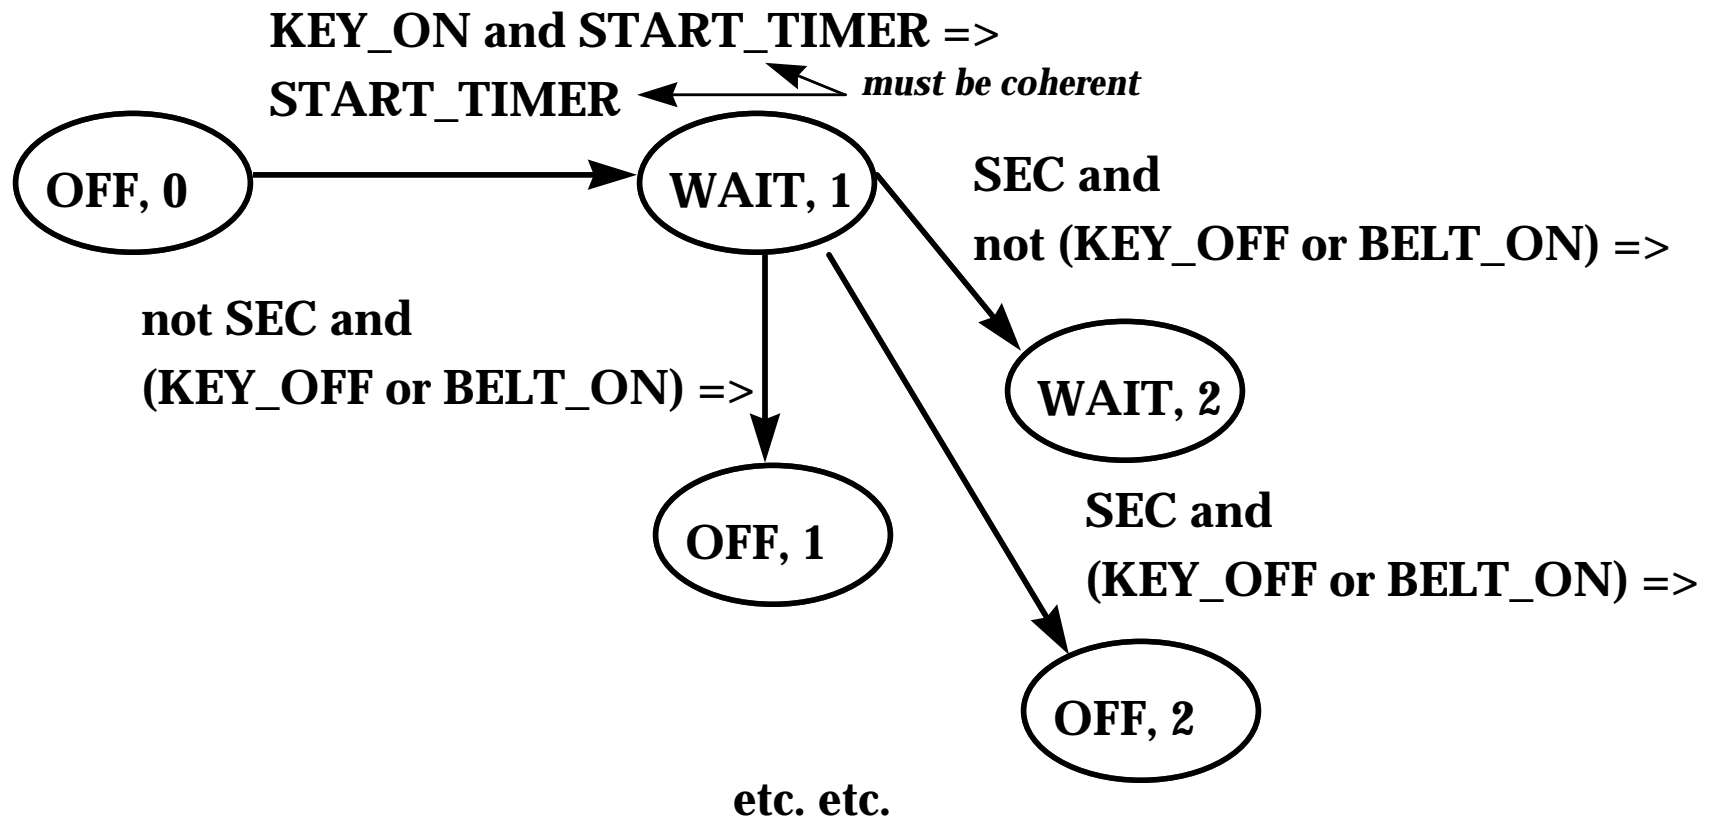 KEY_ON and START_TIMER =>
START_TIMER
must be coherent
OFF, 0
WAIT, 1
SEC and
not (KEY_OFF or BELT_ON) =>
not SEC and
(KEY_OFF or BELT_ON) =>
WAIT, 2
OFF, 1
SEC and
(KEY_OFF or BELT_ON) =>
OFF, 2
etc. etc.